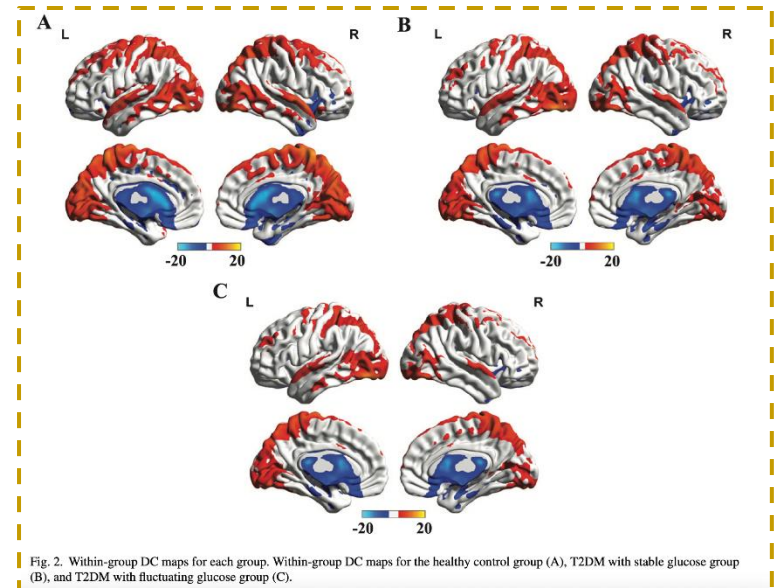 A
L
R
B
L
R
-20 20
-20 20
C
L
R
-20 20
Fig. 2. Within-group DC maps for each group. Within-group DC maps for the healthy control group (A), T2DM with stable glucose group
(B), and T2DM with fluctuating glucose group (C).